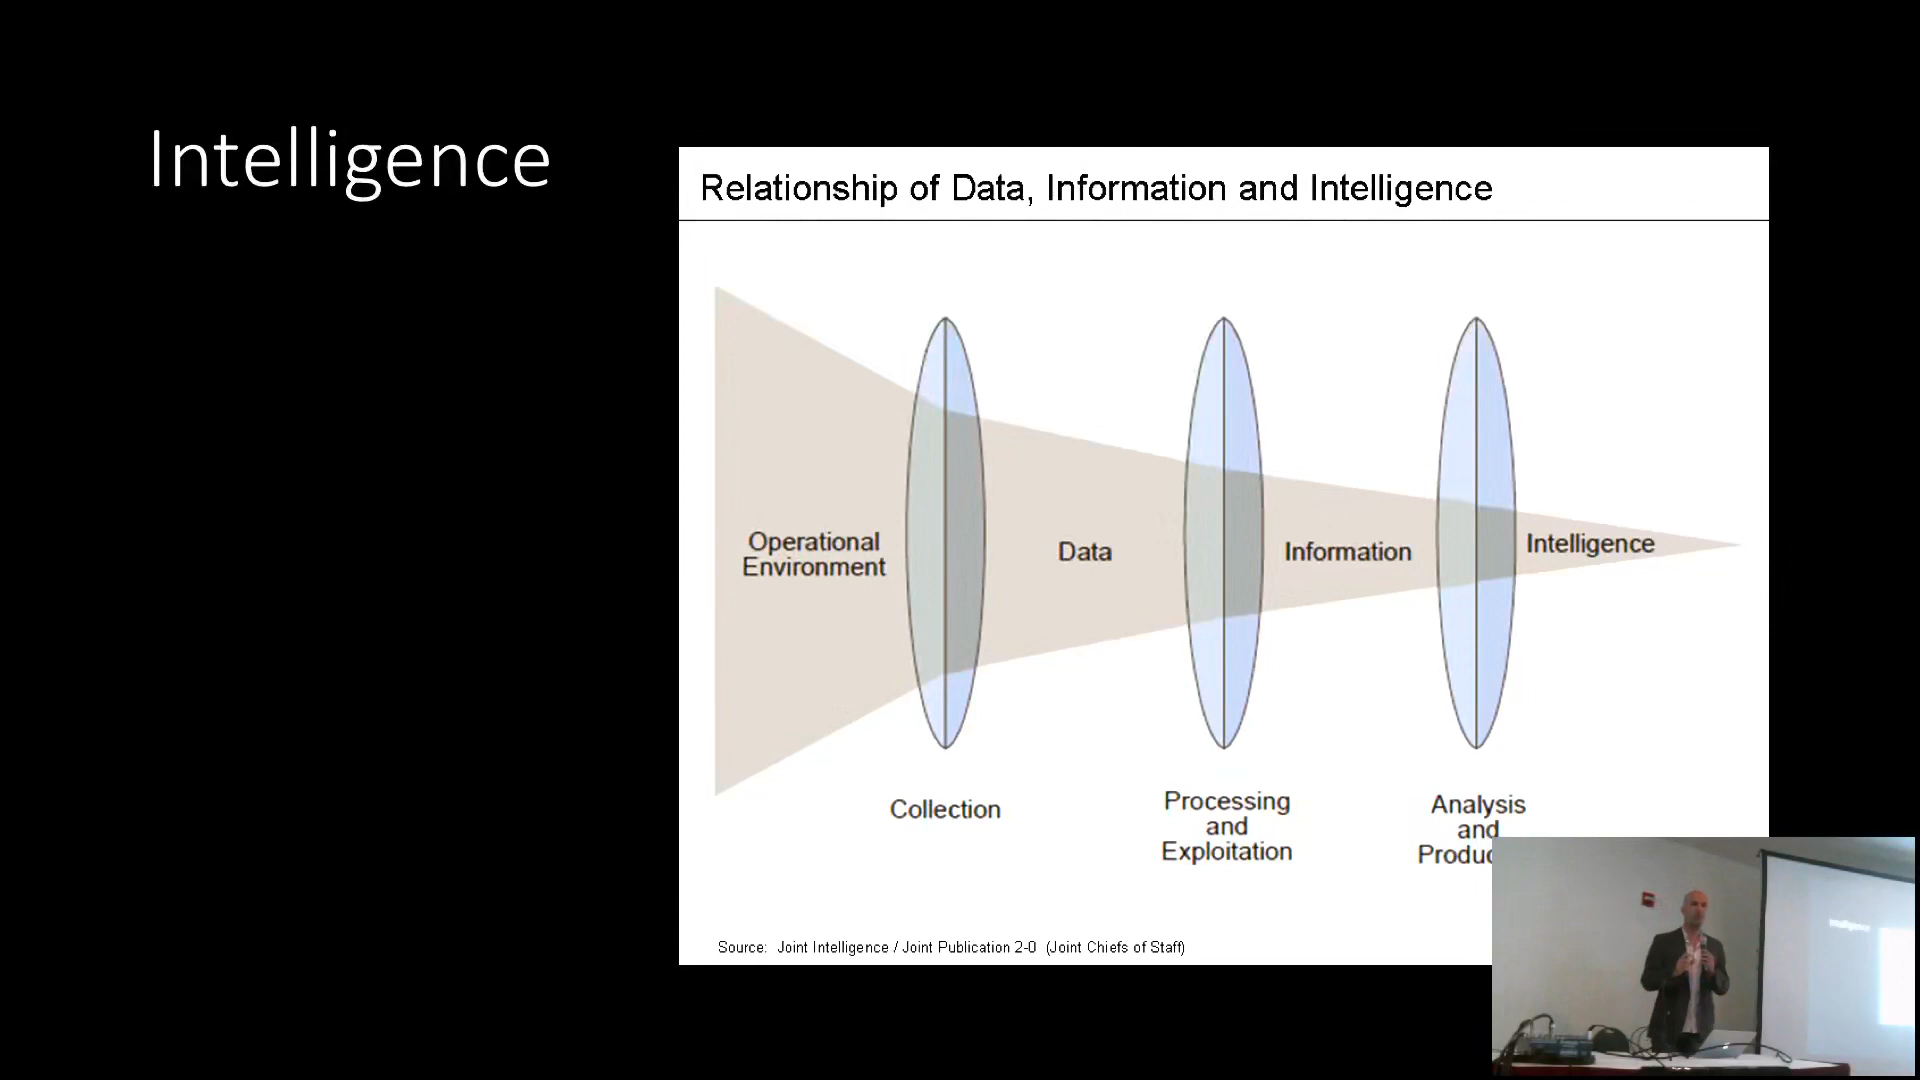 Intelligence
Relationship of Data, Information and Intelligence
Operational
Environment
Data
Information
Intelligence
Collection
Processing
and
Exploitation
Analysis
and
Source: Joint Intelligence / Joint Publication 2-0 (Joint Chiefs of Staff)